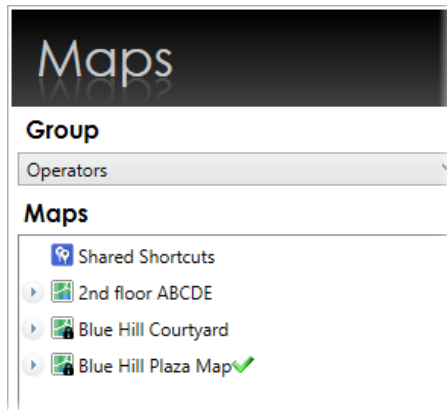 Maps
Group
Operators
Maps
Shared Shortcuts
2nd floor ABCDE
Blue Hill Courtyard
Blue Hill Plaza Map